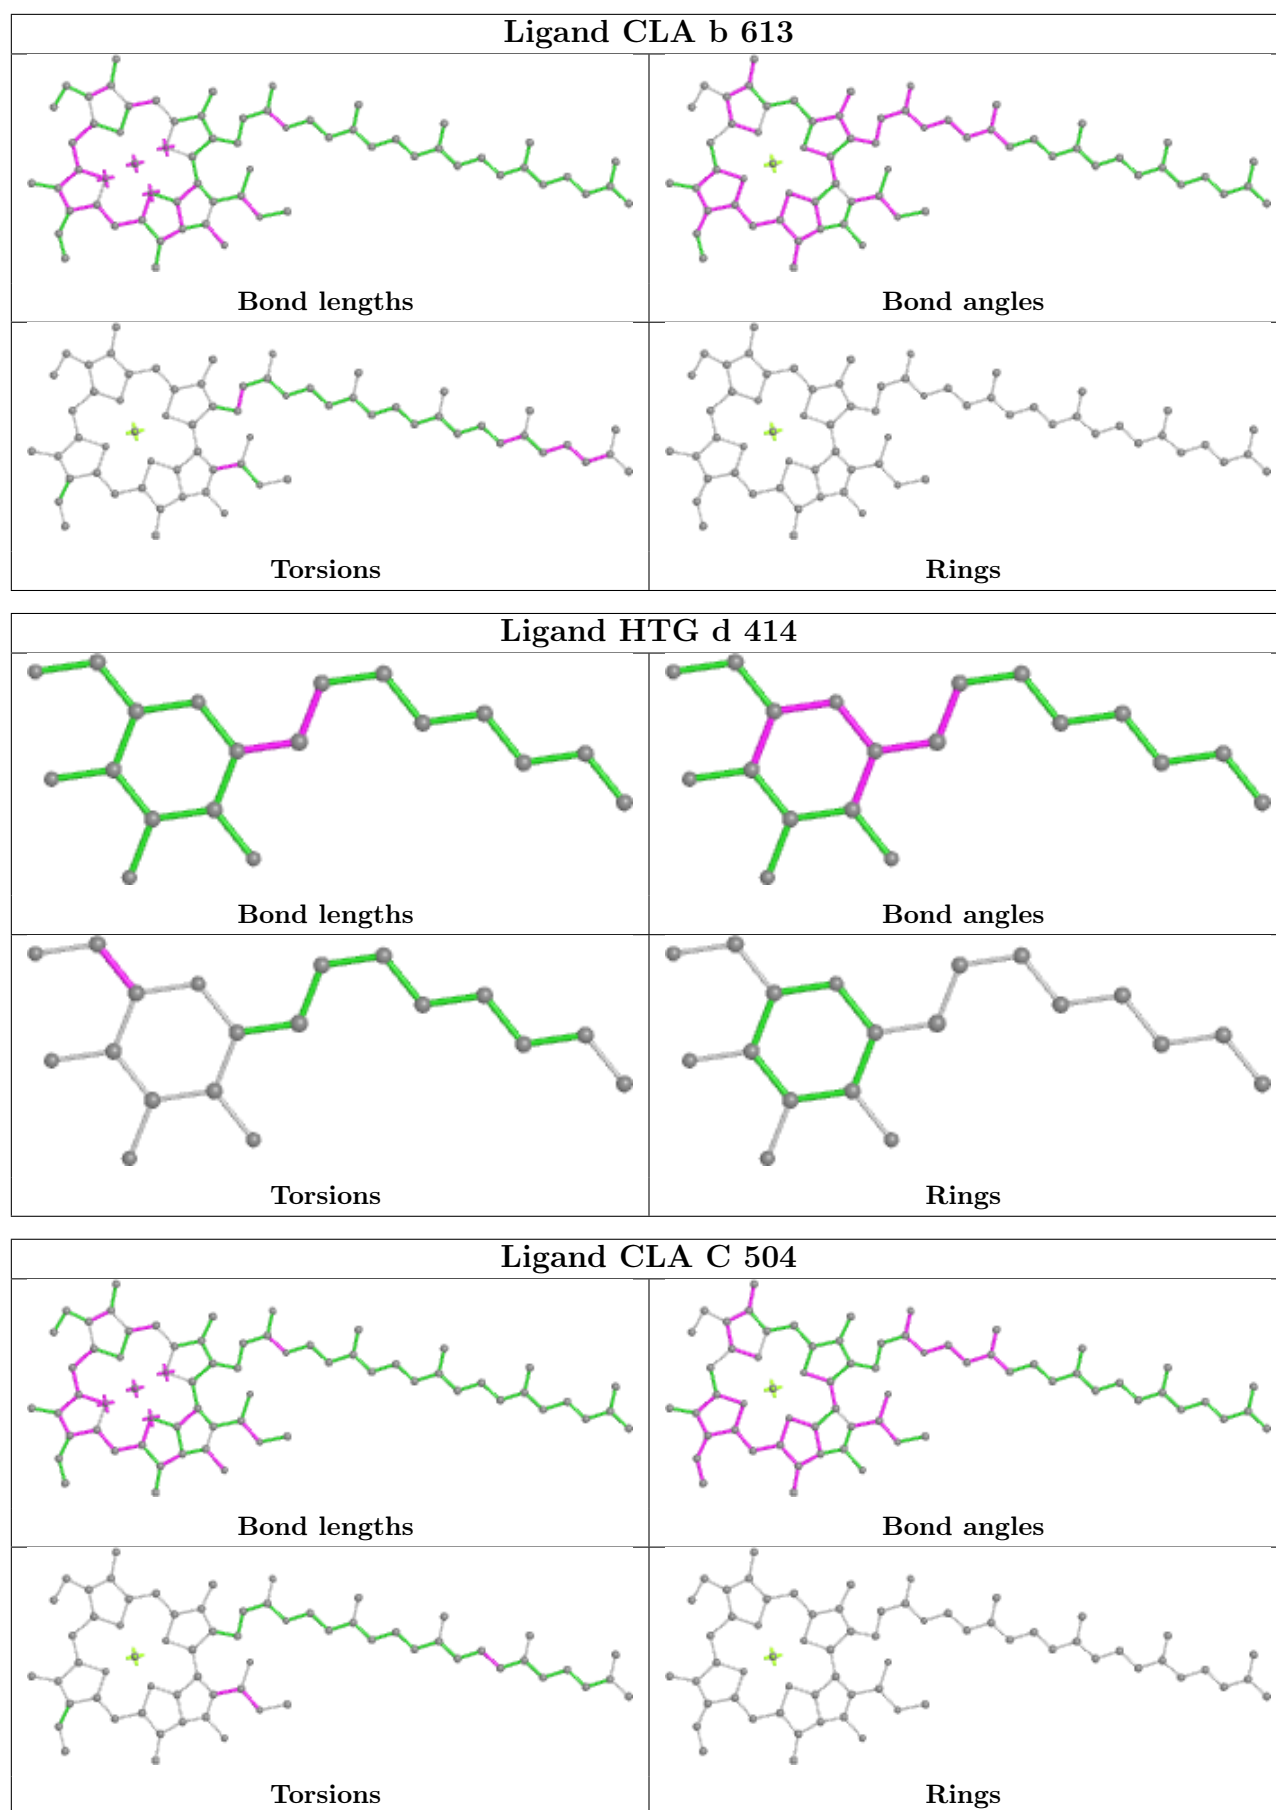 Ligand CLA b 613
Bond lengths
Bond angles
Torsions
Rings
Ligand HTG d 414
Bond lengths
Bond angles
Torsions
Rings
Ligand CLA C 504
Bond lengths
Bond angles
Torsions
Rings